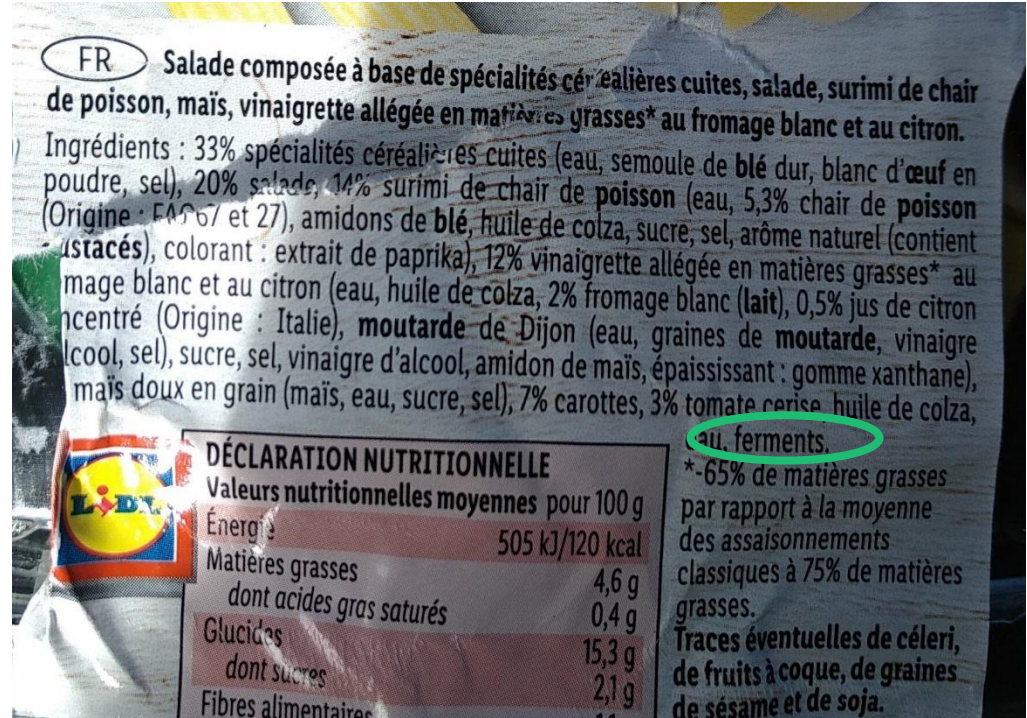 FR
Salade composée à base de spécialités céréalières cuites, salade, surimi de chair
de poisson, maïs, vinaigrette allégée en matières grasses* au fromage blanc et au citron.
Ingrédients : 33% spécialités céréalières cuites (eau, semoule de blé dur, blanc d'œuf en
poudre, sel), 20% salade, 14% surimi de chair de poisson (eau, 5,3% chair de poisson
(Origine : FAO67 et 27), amidons de blé, huile de colza, sucre, sel, arôme naturel (contient
ustacés), colorant : extrait de paprika), 12% vinaigrette allégée en matières grasses* au
mage blanc et au citron (eau, huile de colza, 2% fromage blanc (lait), 0,5% jus de citron
ncentré (Origine : Italie), moutarde de Dijon (eau, graines de moutarde, vinaigre
lcool, sel), sucre, sel, vinaigre d'alcool, amidon de maïs, épaississant : gomme xanthane),
maïs doux en grain (maïs, eau, sucre, sel), 7% carottes, 3% tomate cerise, huile de colza,
eau, ferments.
*-65% de matières grasses
par rapport à la moyenne
des assaisonnements
classiques à 75% de matières
grasses.
Traces éventuelles de céleri,
de fruits à coque, de graines
de sésame et de soja.
LIDL
DÉCLARATION NUTRITIONNELLE
Valeurs nutritionnelles moyennes pour 100 g
Énergie 505 kJ/120 kcal
Matières grasses 4,6 g
dont acides gras saturés 0,4 g
Glucides 15,3 g
dont sucres 2,1 g
Fibres alimentaires